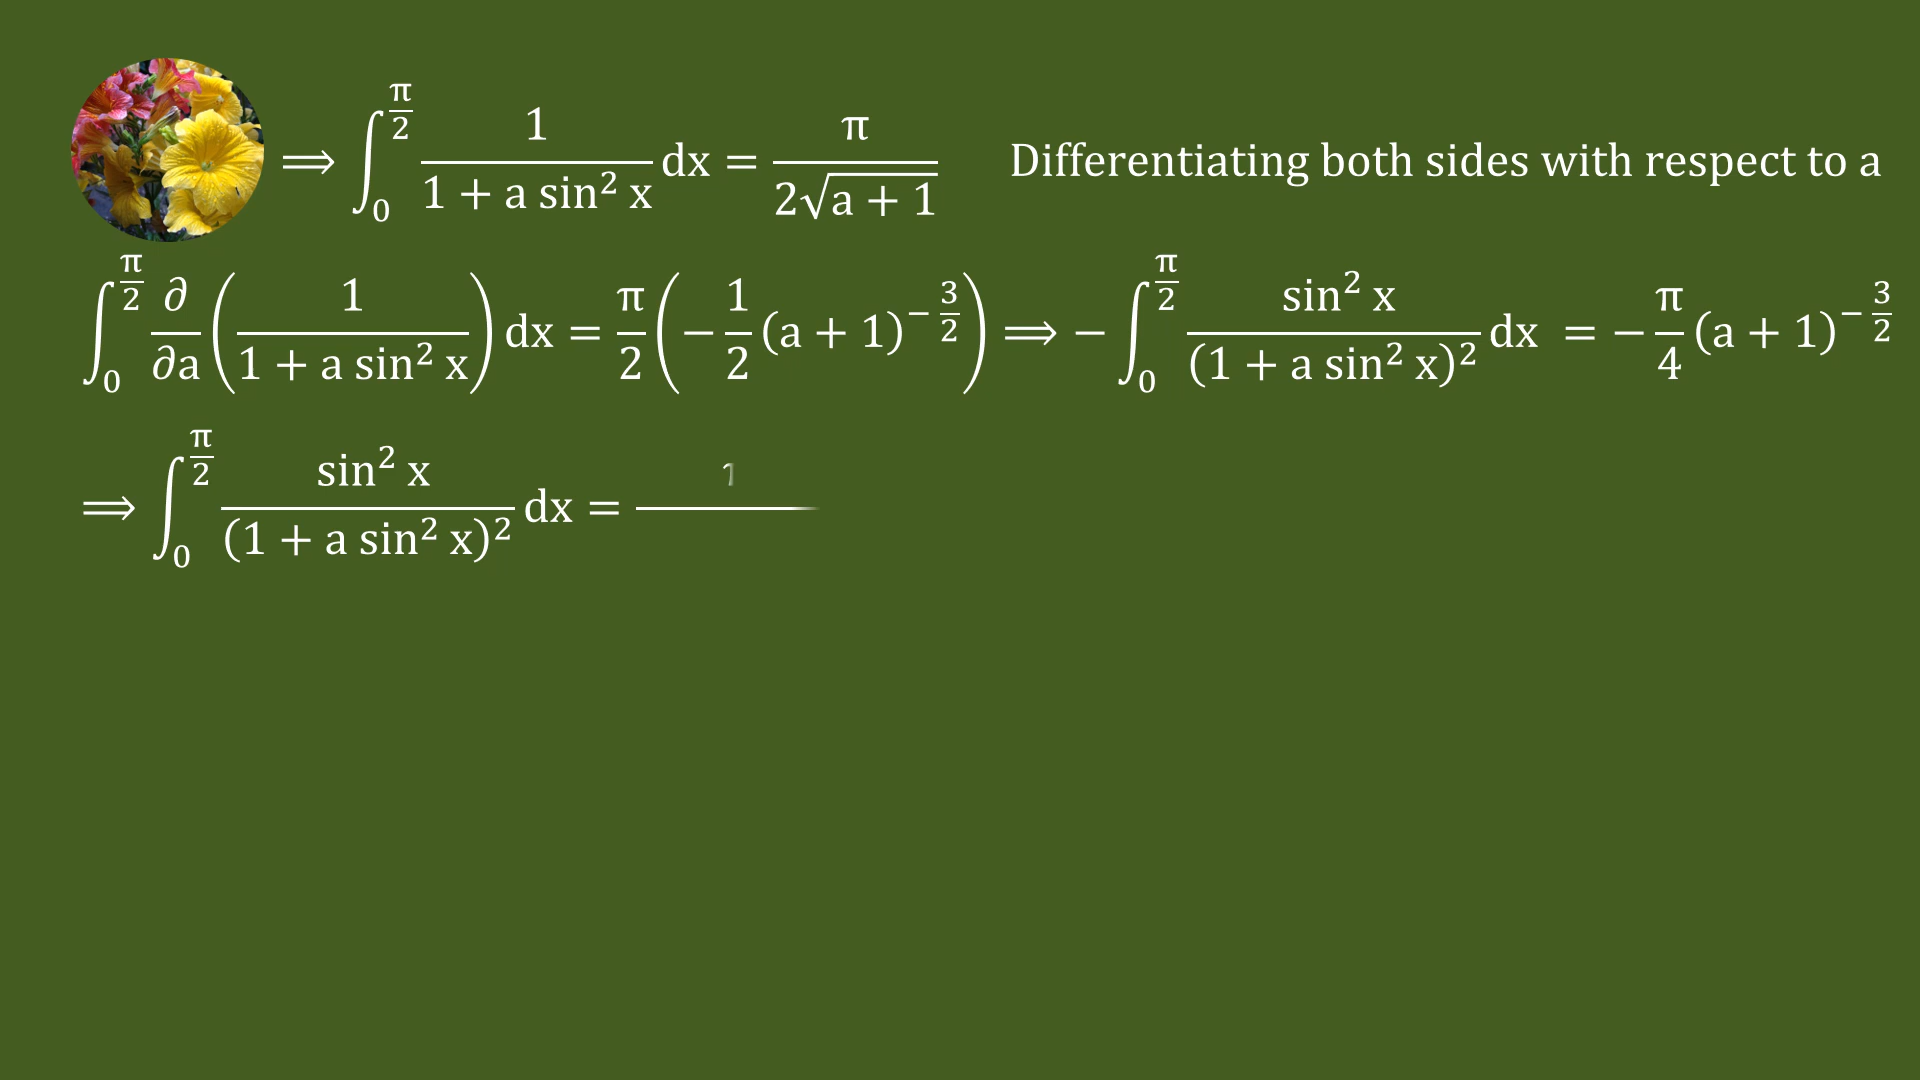 ⟹ ∫₀^(π/2) 1/(1 + a sin² x) dx = π/(2√(a + 1)) Differentiating both sides with respect to a
∫₀^(π/2) ∂/∂a (1/(1 + a sin² x)) dx = π/2 (−1/2 (a + 1)^(−3/2)) ⟹ − ∫₀^(π/2) sin² x/(1 + a sin² x)² dx = −π/4 (a + 1)^(−3/2)
⟹ ∫₀^(π/2) sin² x/(1 + a sin² x)² dx =